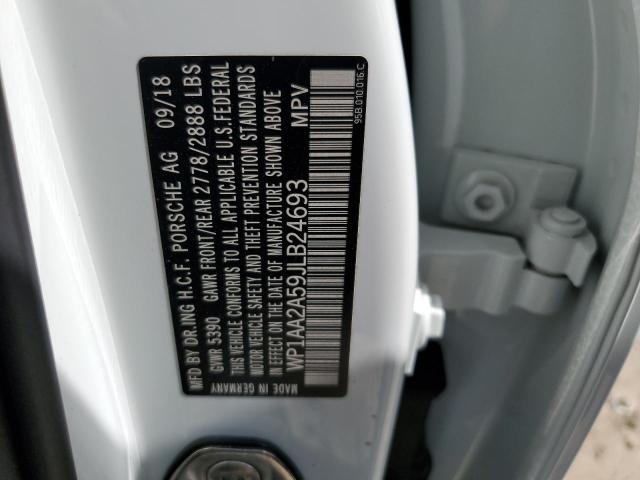 MFD BY DR.ING H.C.F. PORSCHE AG 09/18
GVWR 5390 GAWR FRONT/REAR 2778/2888 LBS
THIS VEHICLE CONFORMS TO ALL APPLICABLE U.S.FEDERAL
MOTOR VEHICLE SAFETY AND THEFT PREVENTION STANDARDS
IN EFFECT ON THE DATE OF MANUFACTURE SHOWN ABOVE
WP1AA2A59JLB24693 MPV
MADE IN GERMANY
95B.010.016.C